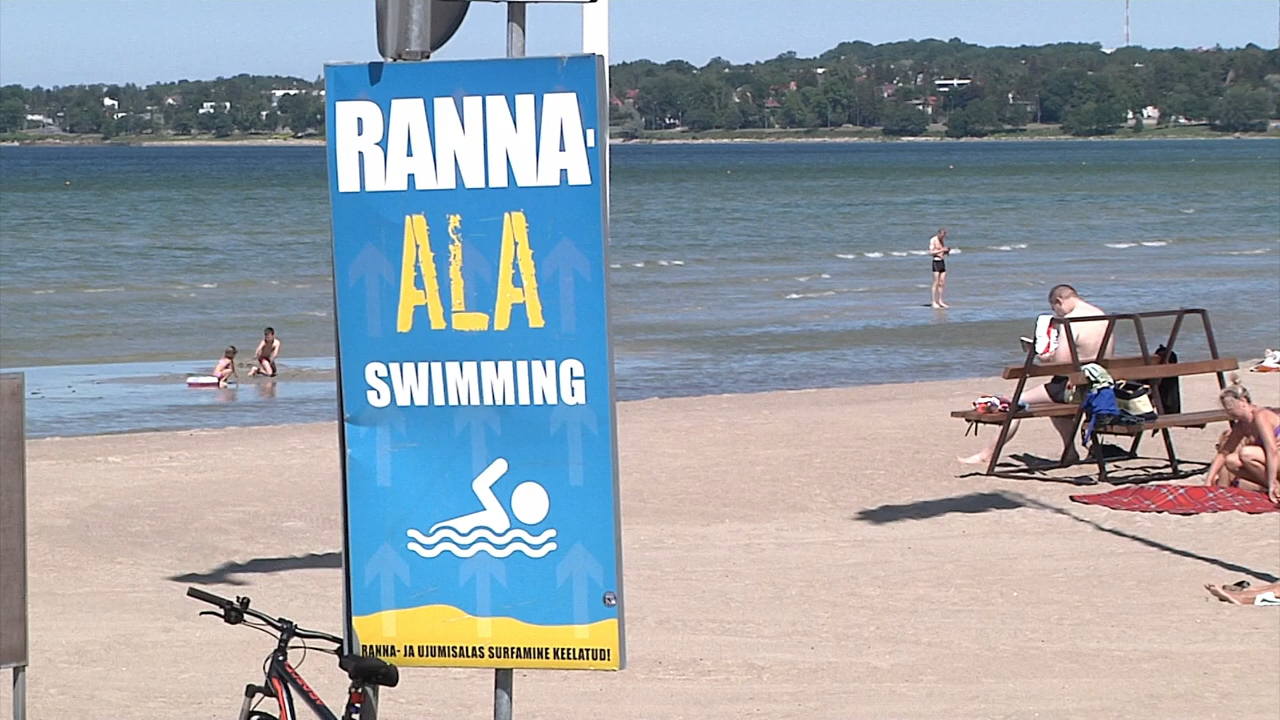 RANNA-
ALA
SWIMMING
RANNA- JA UJUMISALAS SURFAMINE KEELATUD!